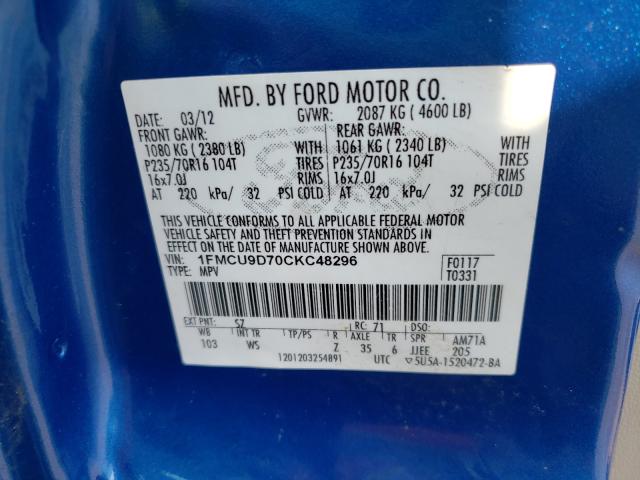 MFD. BY FORD MOTOR CO.
DATE: 03/12 GVWR: 2087 KG ( 4600 LB)
FRONT GAWR: REAR GAWR:
1080 KG ( 2380 LB) WITH 1061 KG ( 2340 LB) WITH
P235/70R16 104T TIRES P235/70R16 104T TIRES
16x7.0J RIMS 16x7.0J RIMS
AT 220 kPa/ 32 PSI COLD AT 220 kPa/ 32 PSI COLD
THIS VEHICLE CONFORMS TO ALL APPLICABLE FEDERAL MOTOR
VEHICLE SAFETY AND THEFT PREVENTION STANDARDS IN
EFFECT ON THE DATE OF MANUFACTURE SHOWN ABOVE.
VIN: 1FMCU9D70CKC48296 F0117
TYPE: MPV T0331
EXT PNT: SZ RC: 71 DSO:
WB INT TR TP/PS R AXLE TR SPR AM71A
103 WS Z 35 6 JJEE 205
1201203254891 UTC ▽5U5A-1520472-BA